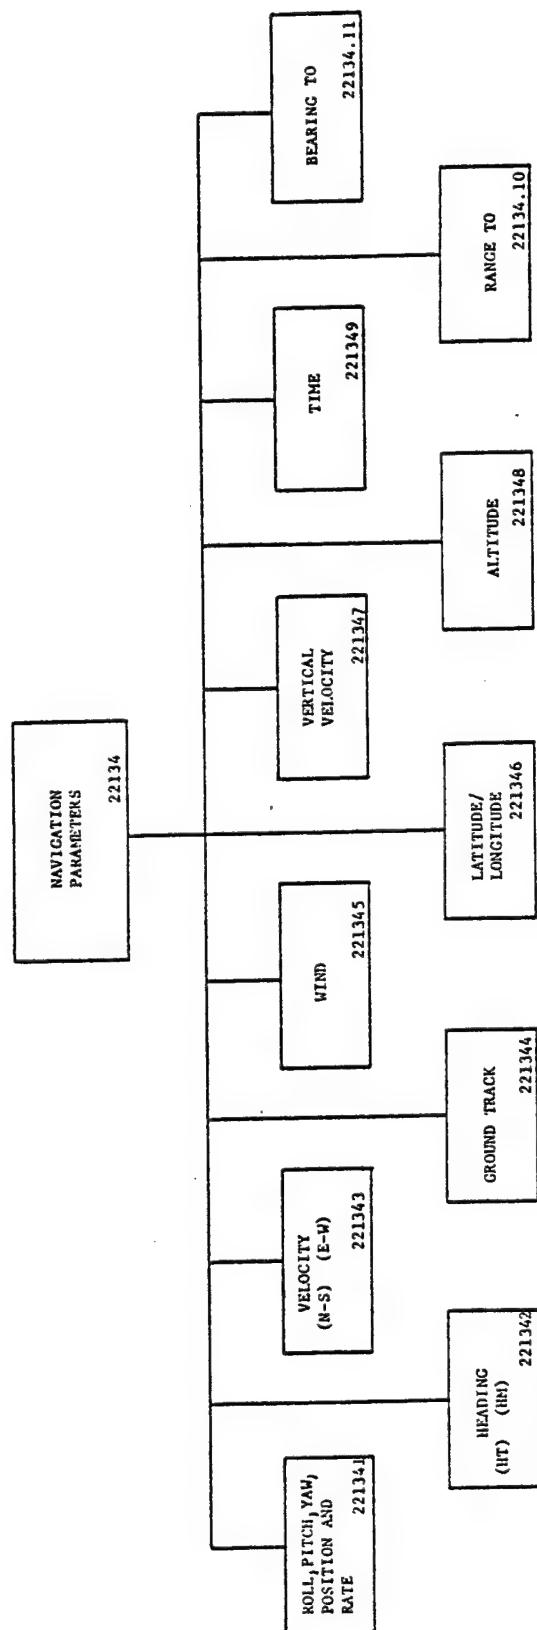 NAVIGATION
PARAMETERS
22134
ROLL, PITCH, YAW,
POSITION AND
RATE
221341
HEADING
(HT) (HM)
221342
VELOCITY
(N-S) (E-W)
221343
GROUND TRACK
221344
WIND
221345
LATITUDE/
LONGITUDE
221346
VERTICAL
VELOCITY
221347
ALTITUDE
221348
TIME
221349
RANGE TO
22134.10
BEARING TO
22134.11